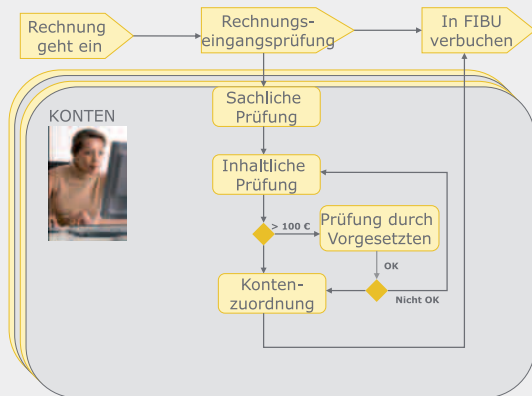 Rechnung
geht ein
Rechnungs-
eingangsprüfung
In FIBU
verbuchen
KONTEN
Sachliche
Prüfung
Inhaltliche
Prüfung
> 100 €
Prüfung durch
Vorgesetzten
OK
Nicht OK
Konten-
zuordnung